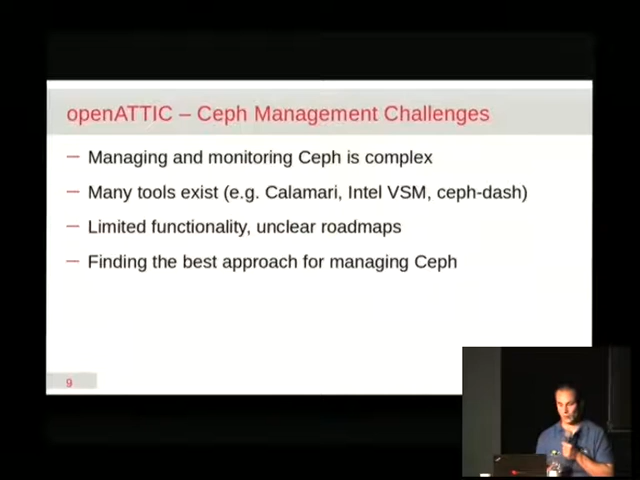 openATTIC – Ceph Management Challenges
— Managing and monitoring Ceph is complex
— Many tools exist (e.g. Calamari, Intel VSM, ceph-dash)
— Limited functionality, unclear roadmaps
— Finding the best approach for managing Ceph
9